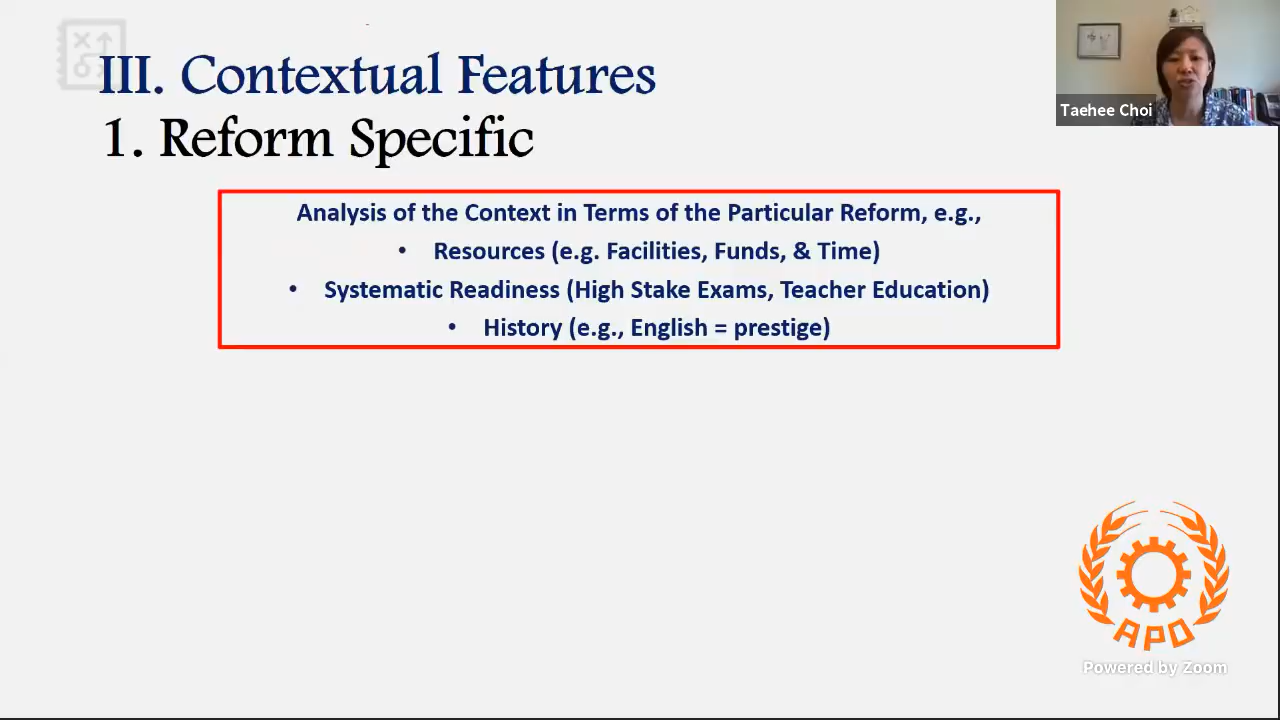 III. Contextual Features
1. Reform Specific
Analysis of the Context in Terms of the Particular Reform, e.g.,
• Resources (e.g. Facilities, Funds, & Time)
• Systematic Readiness (High Stake Exams, Teacher Education)
• History (e.g., English = prestige)
Taehee Choi
APO
Powered by Zoom